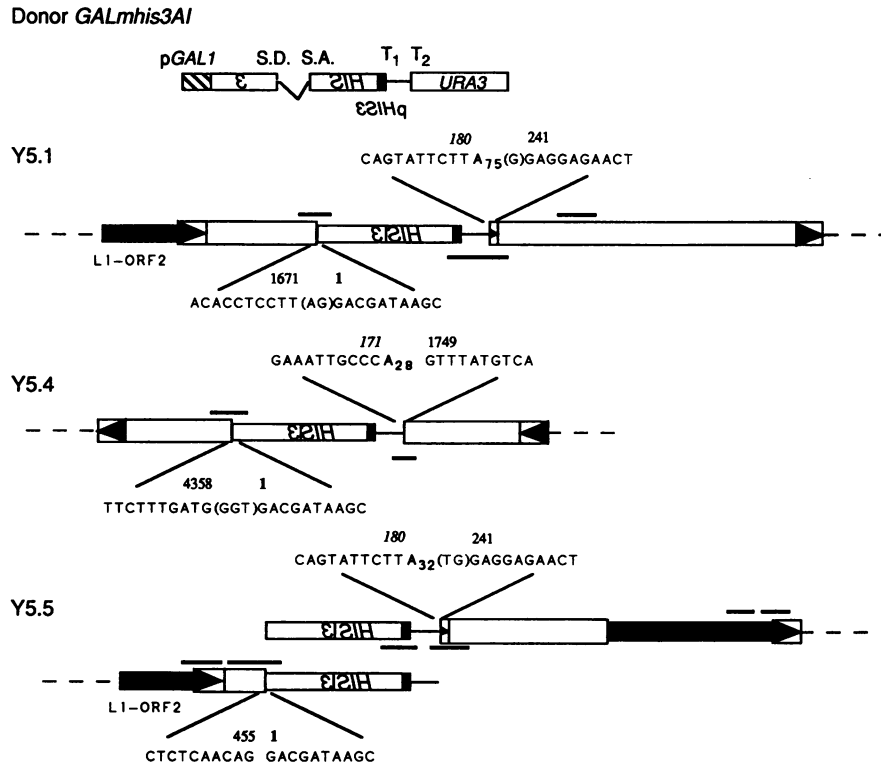 Donor GALmhis3AI
pGAL1 S.D. S.A. T1 T2
3 HIS URA3
pHIS3
180 241
Y5.1
CAGTATTCTTA75(G)GAGGAGAACT
HIS3
L1-ORF2
1671 1
ACACCTCCTT(AG)GACGATAAGC
171 1749
GAAATTGCCCA28 GTTTATGTCA
Y5.4
HIS3
4358 1
TTCTTTGATG(GGT)GACGATAAGC
180 241
CAGTATTCTTA32(TG)GAGGAGAACT
Y5.5
HIS3
HIS3
L1-ORF2
455 1
CTCTCAACAG GACGATAAGC